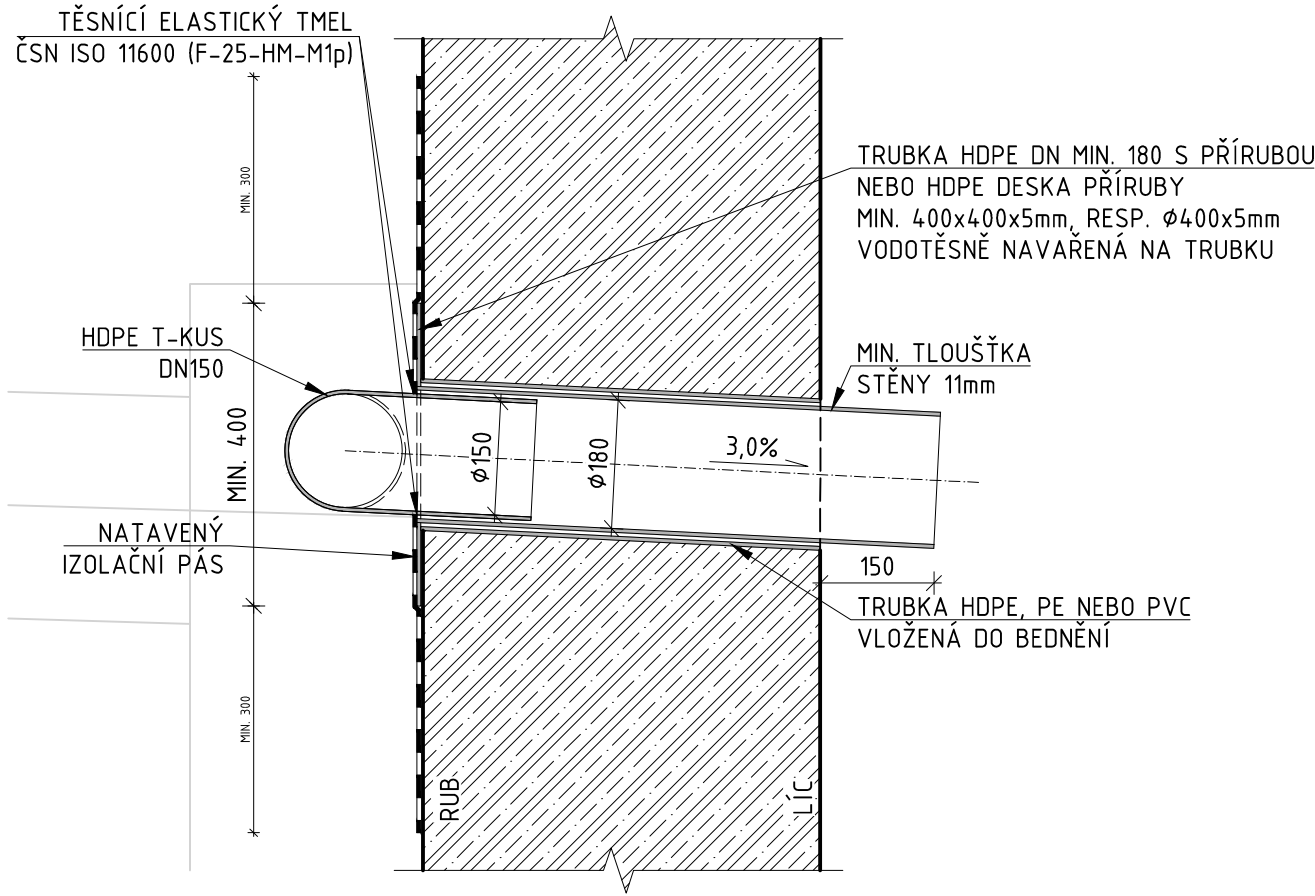 TĚSNÍCÍ ELASTICKÝ TMEL
ČSN ISO 11600 (F-25-HM-M1p)
MIN. 300
TRUBKA HDPE DN MIN. 180 S PŘÍRUBOU
NEBO HDPE DESKA PŘÍRUBY
MIN. 400x400x5mm, RESP. Ø400x5mm
VODOTĚSNĚ NAVAŘENÁ NA TRUBKU
HDPE T-KUS
DN150
MIN. TLOUŠŤKA
STĚNY 11mm
MIN. 400
Ø150
Ø180
3,0%
NATAVENÝ
IZOLAČNÍ PÁS
150
TRUBKA HDPE, PE NEBO PVC
VLOŽENÁ DO BEDNĚNÍ
MIN. 300
RUB
LÍC